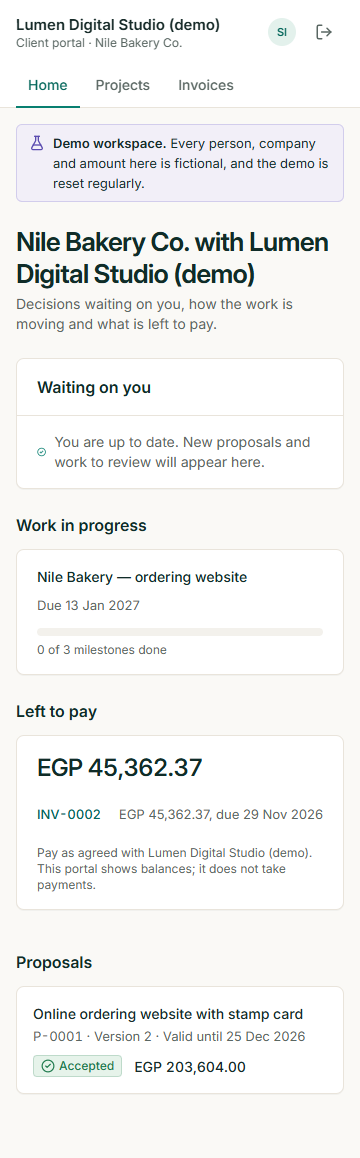 Lumen Digital Studio (demo)
Client portal · Nile Bakery Co.
SI
Home Projects Invoices
Demo workspace. Every person, company
and amount here is fictional, and the demo is
reset regularly.
Nile Bakery Co. with Lumen
Digital Studio (demo)
Decisions waiting on you, how the work is
moving and what is left to pay.
Waiting on you
You are up to date. New proposals and
work to review will appear here.
Work in progress
Nile Bakery — ordering website
Due 13 Jan 2027
0 of 3 milestones done
Left to pay
EGP 45,362.37
INV-0002 EGP 45,362.37, due 29 Nov 2026
Pay as agreed with Lumen Digital Studio (demo).
This portal shows balances; it does not take
payments.
Proposals
Online ordering website with stamp card
P-0001 · Version 2 · Valid until 25 Dec 2026
Accepted EGP 203,604.00